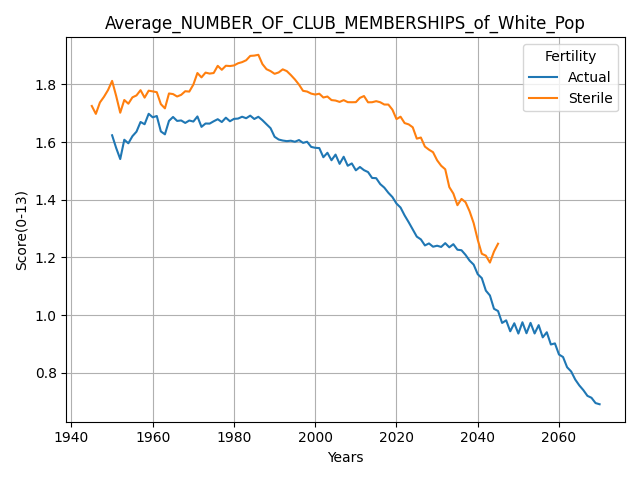 Average_NUMBER_OF_CLUB_MEMBERSHIPS_of_White_Pop
Fertility
Actual
Sterile
Score(0-13)
1.8
1.6
1.4
1.2
1.0
0.8
1940 1960 1980 2000 2020 2040 2060
Years